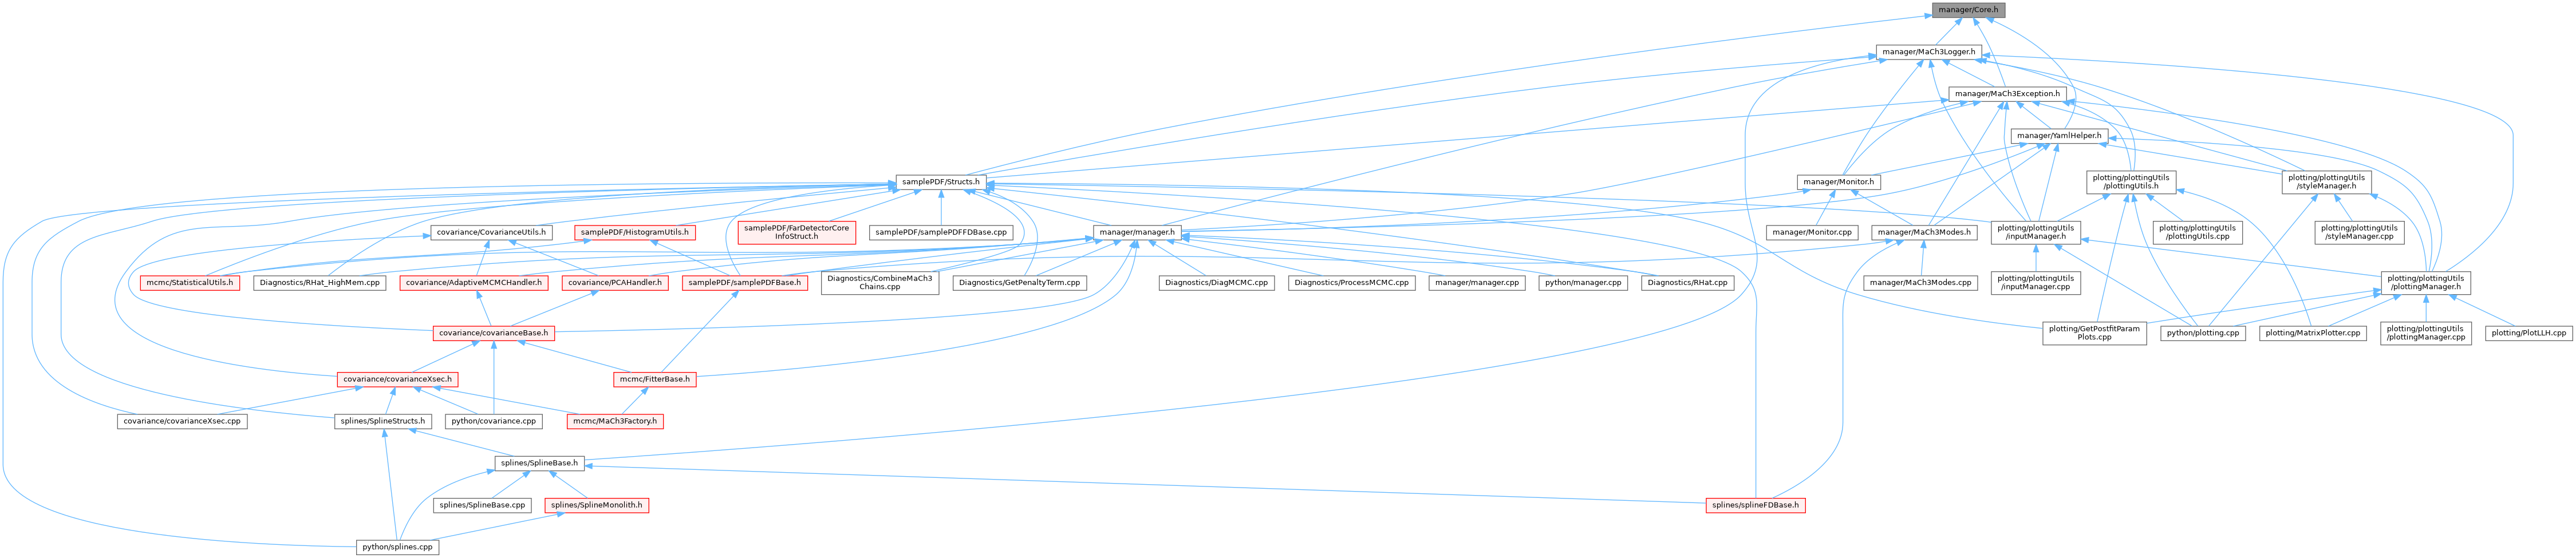 manager/Core.h
manager/MaCh3Logger.h
manager/MaCh3Exception.h
manager/YamlHelper.h
samplePDF/Structs.h
manager/Monitor.h
plotting/plottingUtils
/plottingUtils.h
plotting/plottingUtils
/styleManager.h
covariance/CovarianceUtils.h
samplePDF/HistogramUtils.h
samplePDF/FarDetectorCore
InfoStruct.h
samplePDF/samplePDFFDBase.cpp
manager/manager.h
manager/Monitor.cpp
manager/MaCh3Modes.h
plotting/plottingUtils
/inputManager.h
plotting/plottingUtils
/plottingUtils.cpp
plotting/plottingUtils
/styleManager.cpp
mcmc/StatisticalUtils.h
Diagnostics/RHat_HighMem.cpp
covariance/AdaptiveMCMCHandler.h
covariance/PCAHandler.h
samplePDF/samplePDFBase.h
Diagnostics/CombineMaCh3
Chains.cpp
Diagnostics/GetPenaltyTerm.cpp
Diagnostics/DiagMCMC.cpp
Diagnostics/ProcessMCMC.cpp
manager/manager.cpp
python/manager.cpp
Diagnostics/RHat.cpp
manager/MaCh3Modes.cpp
plotting/plottingUtils
/inputManager.cpp
plotting/plottingUtils
/plottingManager.h
covariance/covarianceBase.h
plotting/GetPostfitParam
Plots.cpp
python/plotting.cpp
plotting/MatrixPlotter.cpp
plotting/plottingUtils
/plottingManager.cpp
plotting/PlotLLH.cpp
covariance/covarianceXsec.h
mcmc/FitterBase.h
covariance/covarianceXsec.cpp
splines/SplineStructs.h
python/covariance.cpp
mcmc/MaCh3Factory.h
splines/SplineBase.h
splines/SplineBase.cpp
splines/SplineMonolith.h
splines/splineFDBase.h
python/splines.cpp